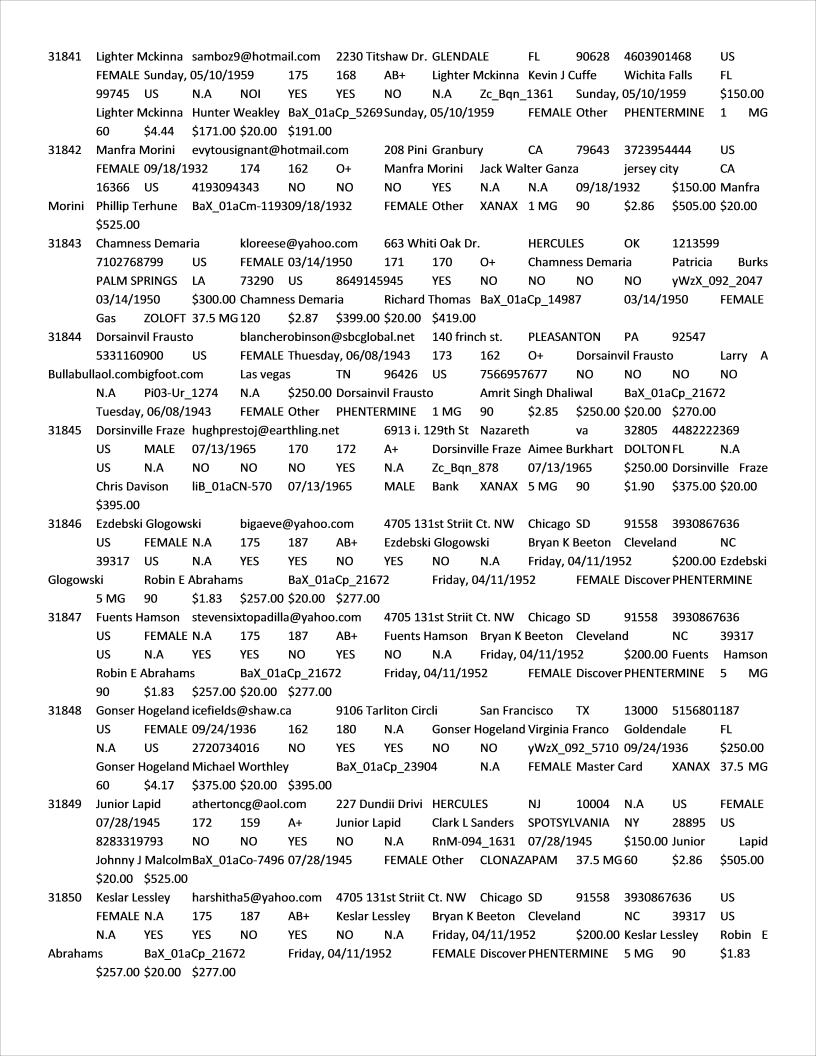 31841 Lighter Mckinna samboz9@hotmail.com 2230 Titshaw Dr. GLENDALE FL 90628 4603901468 US
FEMALE Sunday, 05/10/1959 175 168 AB+ Lighter Mckinna Kevin J Cuffe Wichita Falls FL
99745 US N.A NOI YES YES NO N.A Zc_Bqn_1361 Sunday, 05/10/1959 $150.00
Lighter Mckinna Hunter Weakley BaX_01aCp_5269 Sunday, 05/10/1959 FEMALE Other PHENTERMINE 1 MG
60 $4.44 $171.00 $20.00 $191.00
31842 Manfra Morini evytousignant@hotmail.com 208 Pini Granbury CA 79643 3723954444 US
FEMALE 09/18/1932 174 162 O+ Manfra Morini Jack Walter Ganza jersey city CA
16366 US 4193094343 NO NO NO YES N.A N.A 09/18/1932 $150.00 Manfra
Morini Phillip Terhune BaX_01aCm-1193 09/18/1932 FEMALE Other XANAX 1 MG 90 $2.86 $505.00 $20.00
$525.00
31843 Chamness Demaria kloreese@yahoo.com 663 Whiti Oak Dr. HERCULES OK 1213599
7102768799 US FEMALE 03/14/1950 171 170 O+ Chamness Demaria Patricia Burks
PALM SPRINGS LA 73290 US 8649145945 YES NO NO NO NO yWzX_092_2047
03/14/1950 $300.00 Chamness Demaria Richard Thomas BaX_01aCp_14987 03/14/1950 FEMALE
Gas ZOLOFT 37.5 MG 120 $2.87 $399.00 $20.00 $419.00
31844 Dorsainvil Frausto blancherobinson@sbcglobal.net 140 frinch st. PLEASANTON PA 92547
5331160900 US FEMALE Thuesday, 06/08/1943 173 162 O+ Dorsainvil Frausto Larry A
Bullabullaol.combigfoot.com Las vegas TN 96426 US 7566957677 NO NO NO NO
N.A Pi03-Ur_1274 N.A $250.00 Dorsainvil Frausto Amrit Singh Dhaliwal BaX_01aCp_21672
Tuesday, 06/08/1943 FEMALE Other PHENTERMINE 1 MG 90 $2.85 $250.00 $20.00 $270.00
31845 Dorsinville Fraze hughprestoj@earthling.net 6913 i. 129th St Nazareth va 32805 4482222369
US MALE 07/13/1965 170 172 A+ Dorsinville Fraze Aimee Burkhart DOLTON FL N.A
US N.A NO NO NO YES N.A Zc_Bqn_878 07/13/1965 $250.00 Dorsinville Fraze
Chris Davison liB_01aCN-570 07/13/1965 MALE Bank XANAX 5 MG 90 $1.90 $375.00 $20.00
$395.00
31846 Ezdebski Glogowski bigaeve@yahoo.com 4705 131st Striit Ct. NW Chicago SD 91558 3930867636
US FEMALE N.A 175 187 AB+ Ezdebski Glogowski Bryan K Beeton Cleveland NC
39317 US N.A YES YES NO YES NO N.A Friday, 04/11/1952 $200.00 Ezdebski
Glogowski Robin E Abrahams BaX_01aCp_21672 Friday, 04/11/1952 FEMALE Discover PHENTERMINE
5 MG 90 $1.83 $257.00 $20.00 $277.00
31847 Fuents Hamson stevensixtopadilla@yahoo.com 4705 131st Striit Ct. NW Chicago SD 91558 3930867636
US FEMALE N.A 175 187 AB+ Fuents Hamson Bryan K Beeton Cleveland NC 39317
US N.A YES YES NO YES NO N.A Friday, 04/11/1952 $200.00 Fuents Hamson
Robin E Abrahams BaX_01aCp_21672 Friday, 04/11/1952 FEMALE Discover PHENTERMINE 5 MG
90 $1.83 $257.00 $20.00 $277.00
31848 Gonser Hogeland icefields@shaw.ca 9106 Tarliton Circli San Francisco TX 13000 5156801187
US FEMALE 09/24/1936 162 180 N.A Gonser Hogeland Virginia Franco Goldendale FL
N.A US 2720734016 NO YES YES NO NO yWzX_092_5710 09/24/1936 $250.00
Gonser Hogeland Michael Worthley BaX_01aCp_23904 N.A FEMALE Master Card XANAX 37.5 MG
60 $4.17 $375.00 $20.00 $395.00
31849 Junior Lapid athertoncg@aol.com 227 Dundii Drivi HERCULES NJ 10004 N.A US FEMALE
07/28/1945 172 159 A+ Junior Lapid Clark L Sanders SPOTSYLVANIA NY 28895 US
8283319793 NO NO YES NO N.A RnM-094_1631 07/28/1945 $150.00 Junior Lapid
Johnny J Malcolm BaX_01aCo-7496 07/28/1945 FEMALE Other CLONAZAPAM 37.5 MG 60 $2.86 $505.00
$20.00 $525.00
31850 Keslar Lessley harshitha5@yahoo.com 4705 131st Striit Ct. NW Chicago SD 91558 3930867636 US
FEMALE N.A 175 187 AB+ Keslar Lessley Bryan K Beeton Cleveland NC 39317 US
N.A YES YES NO YES NO N.A Friday, 04/11/1952 $200.00 Keslar Lessley Robin E
Abrahams BaX_01aCp_21672 Friday, 04/11/1952 FEMALE Discover PHENTERMINE 5 MG 90 $1.83
$257.00 $20.00 $277.00